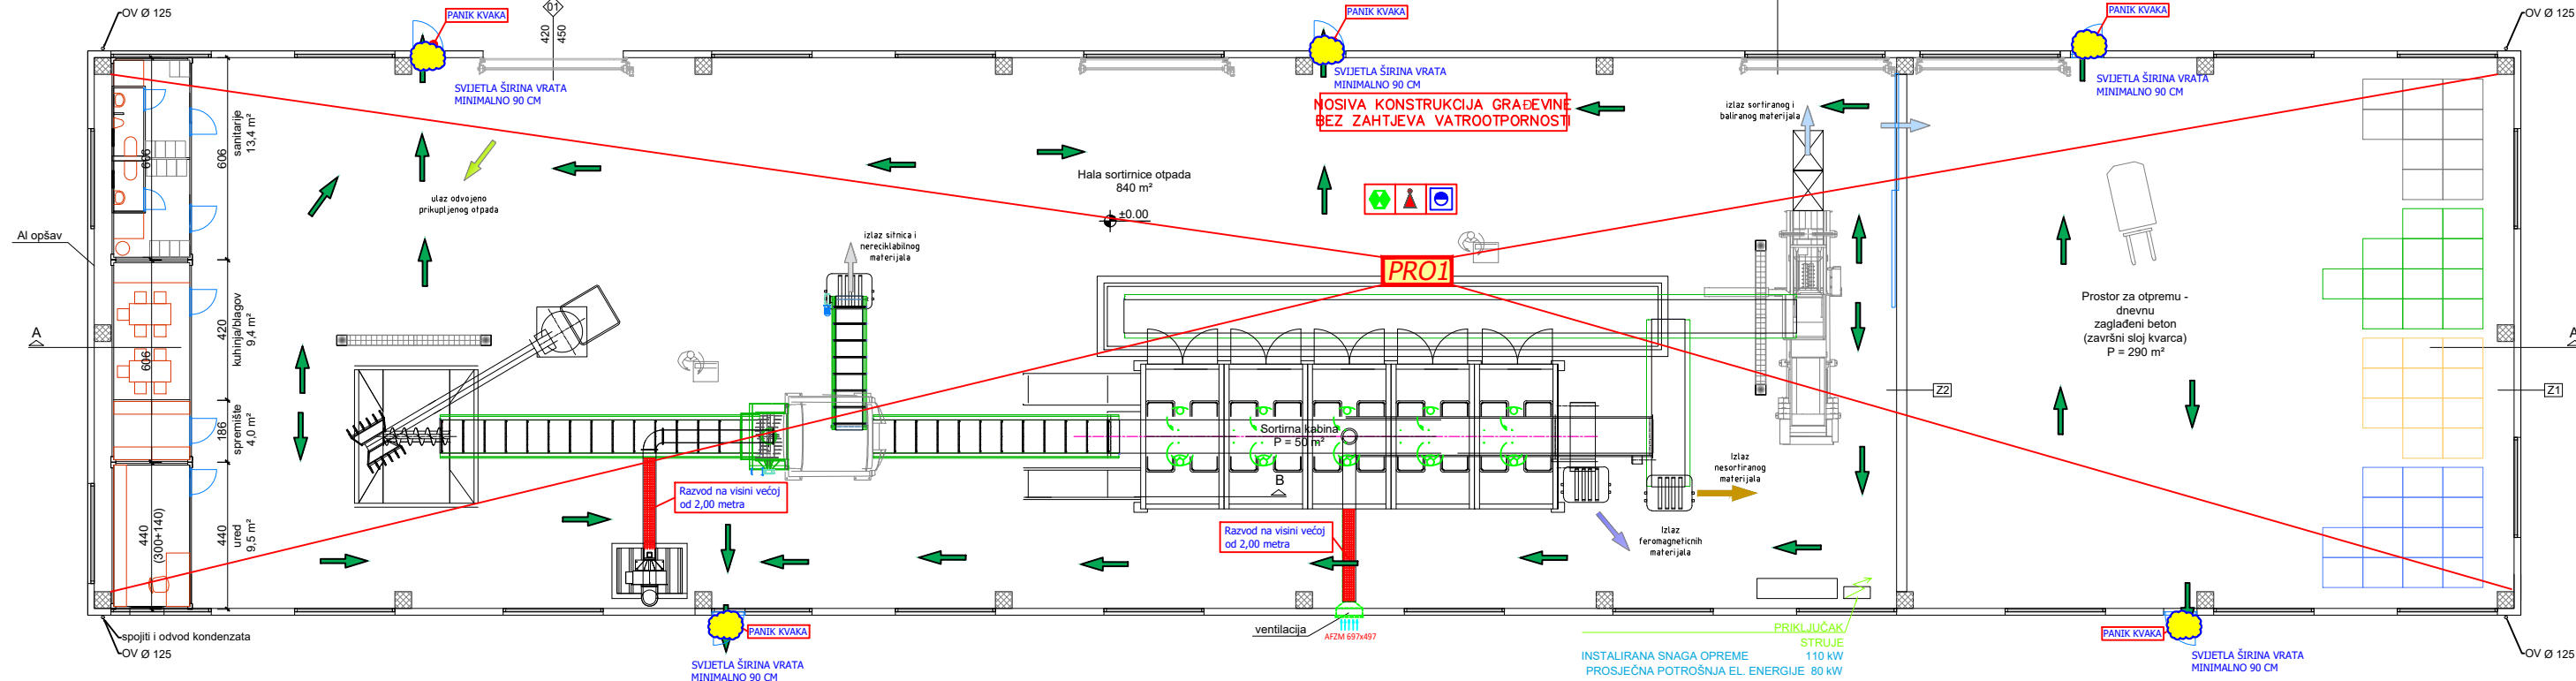 OV Ø 125
PANIK KVAKA
01
420
450
PANIK KVAKA
PANIK KVAKA
OV Ø 125
SVIJETLA ŠIRINA VRATA
MINIMALNO 90 CM
SVIJETLA ŠIRINA VRATA
MINIMALNO 90 CM
SVIJETLA ŠIRINA VRATA
MINIMALNO 90 CM
NOSIVA KONSTRUKCIJA GRAĐEVINE
BEZ ZAHTJEVA VATROOTPORNOSTI
izlaz sortiranog i
baliranog materijala
606
606
sanitarije
13,4 m²
ulaz odvojeno
prikupljenog otpada
Hala sortirnice otpada
840 m²
±0.00
Al opšav
izlaz sitnica i
nereciklabilnog
materijala
PRO1
A
606
420
kuhinja/blagov
9,4 m²
Prostor za otpremu -
dnevnu
zaglađeni beton
(završni sloj kvarca)
P = 290 m²
A
Z2
Z1
186
spremište
4,0 m²
Sortirna kabina
P = 50 m²
B
Izlaz
nesortiranog
materijala
Razvod na visini većoj
od 2,00 metra
Razvod na visini većoj
od 2,00 metra
Izlaz
feromagneticnih
materijala
440
(300+140)
440
ured
9,5 m²
spojiti i odvod kondenzata
OV Ø 125
PANIK KVAKA
SVIJETLA ŠIRINA VRATA
MINIMALNO 90 CM
ventilacija
AFZM 697x497
PRIKLJUČAK
STRUJE
INSTALIRANA SNAGA OPREME 110 kW
PROSJEČNA POTROŠNJA EL. ENERGIJE 80 kW
PANIK KVAKA
SVIJETLA ŠIRINA VRATA
MINIMALNO 90 CM
OV Ø 125